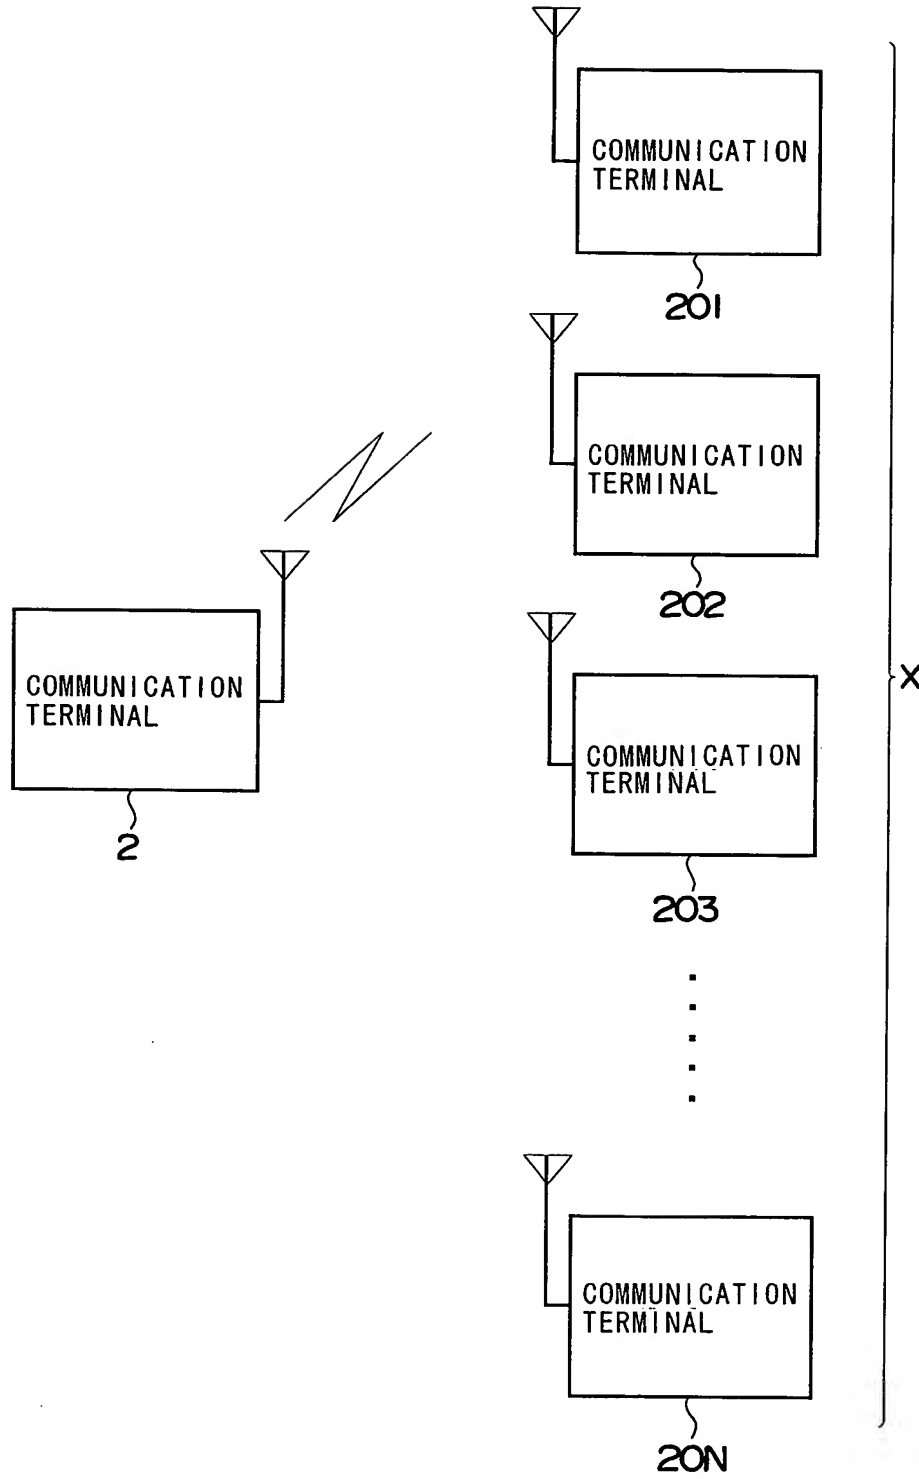 COMMUNICATION
TERMINAL
201
COMMUNICATION
TERMINAL
202
COMMUNICATION
TERMINAL
2
COMMUNICATION
TERMINAL
203
X
COMMUNICATION
TERMINAL
20N